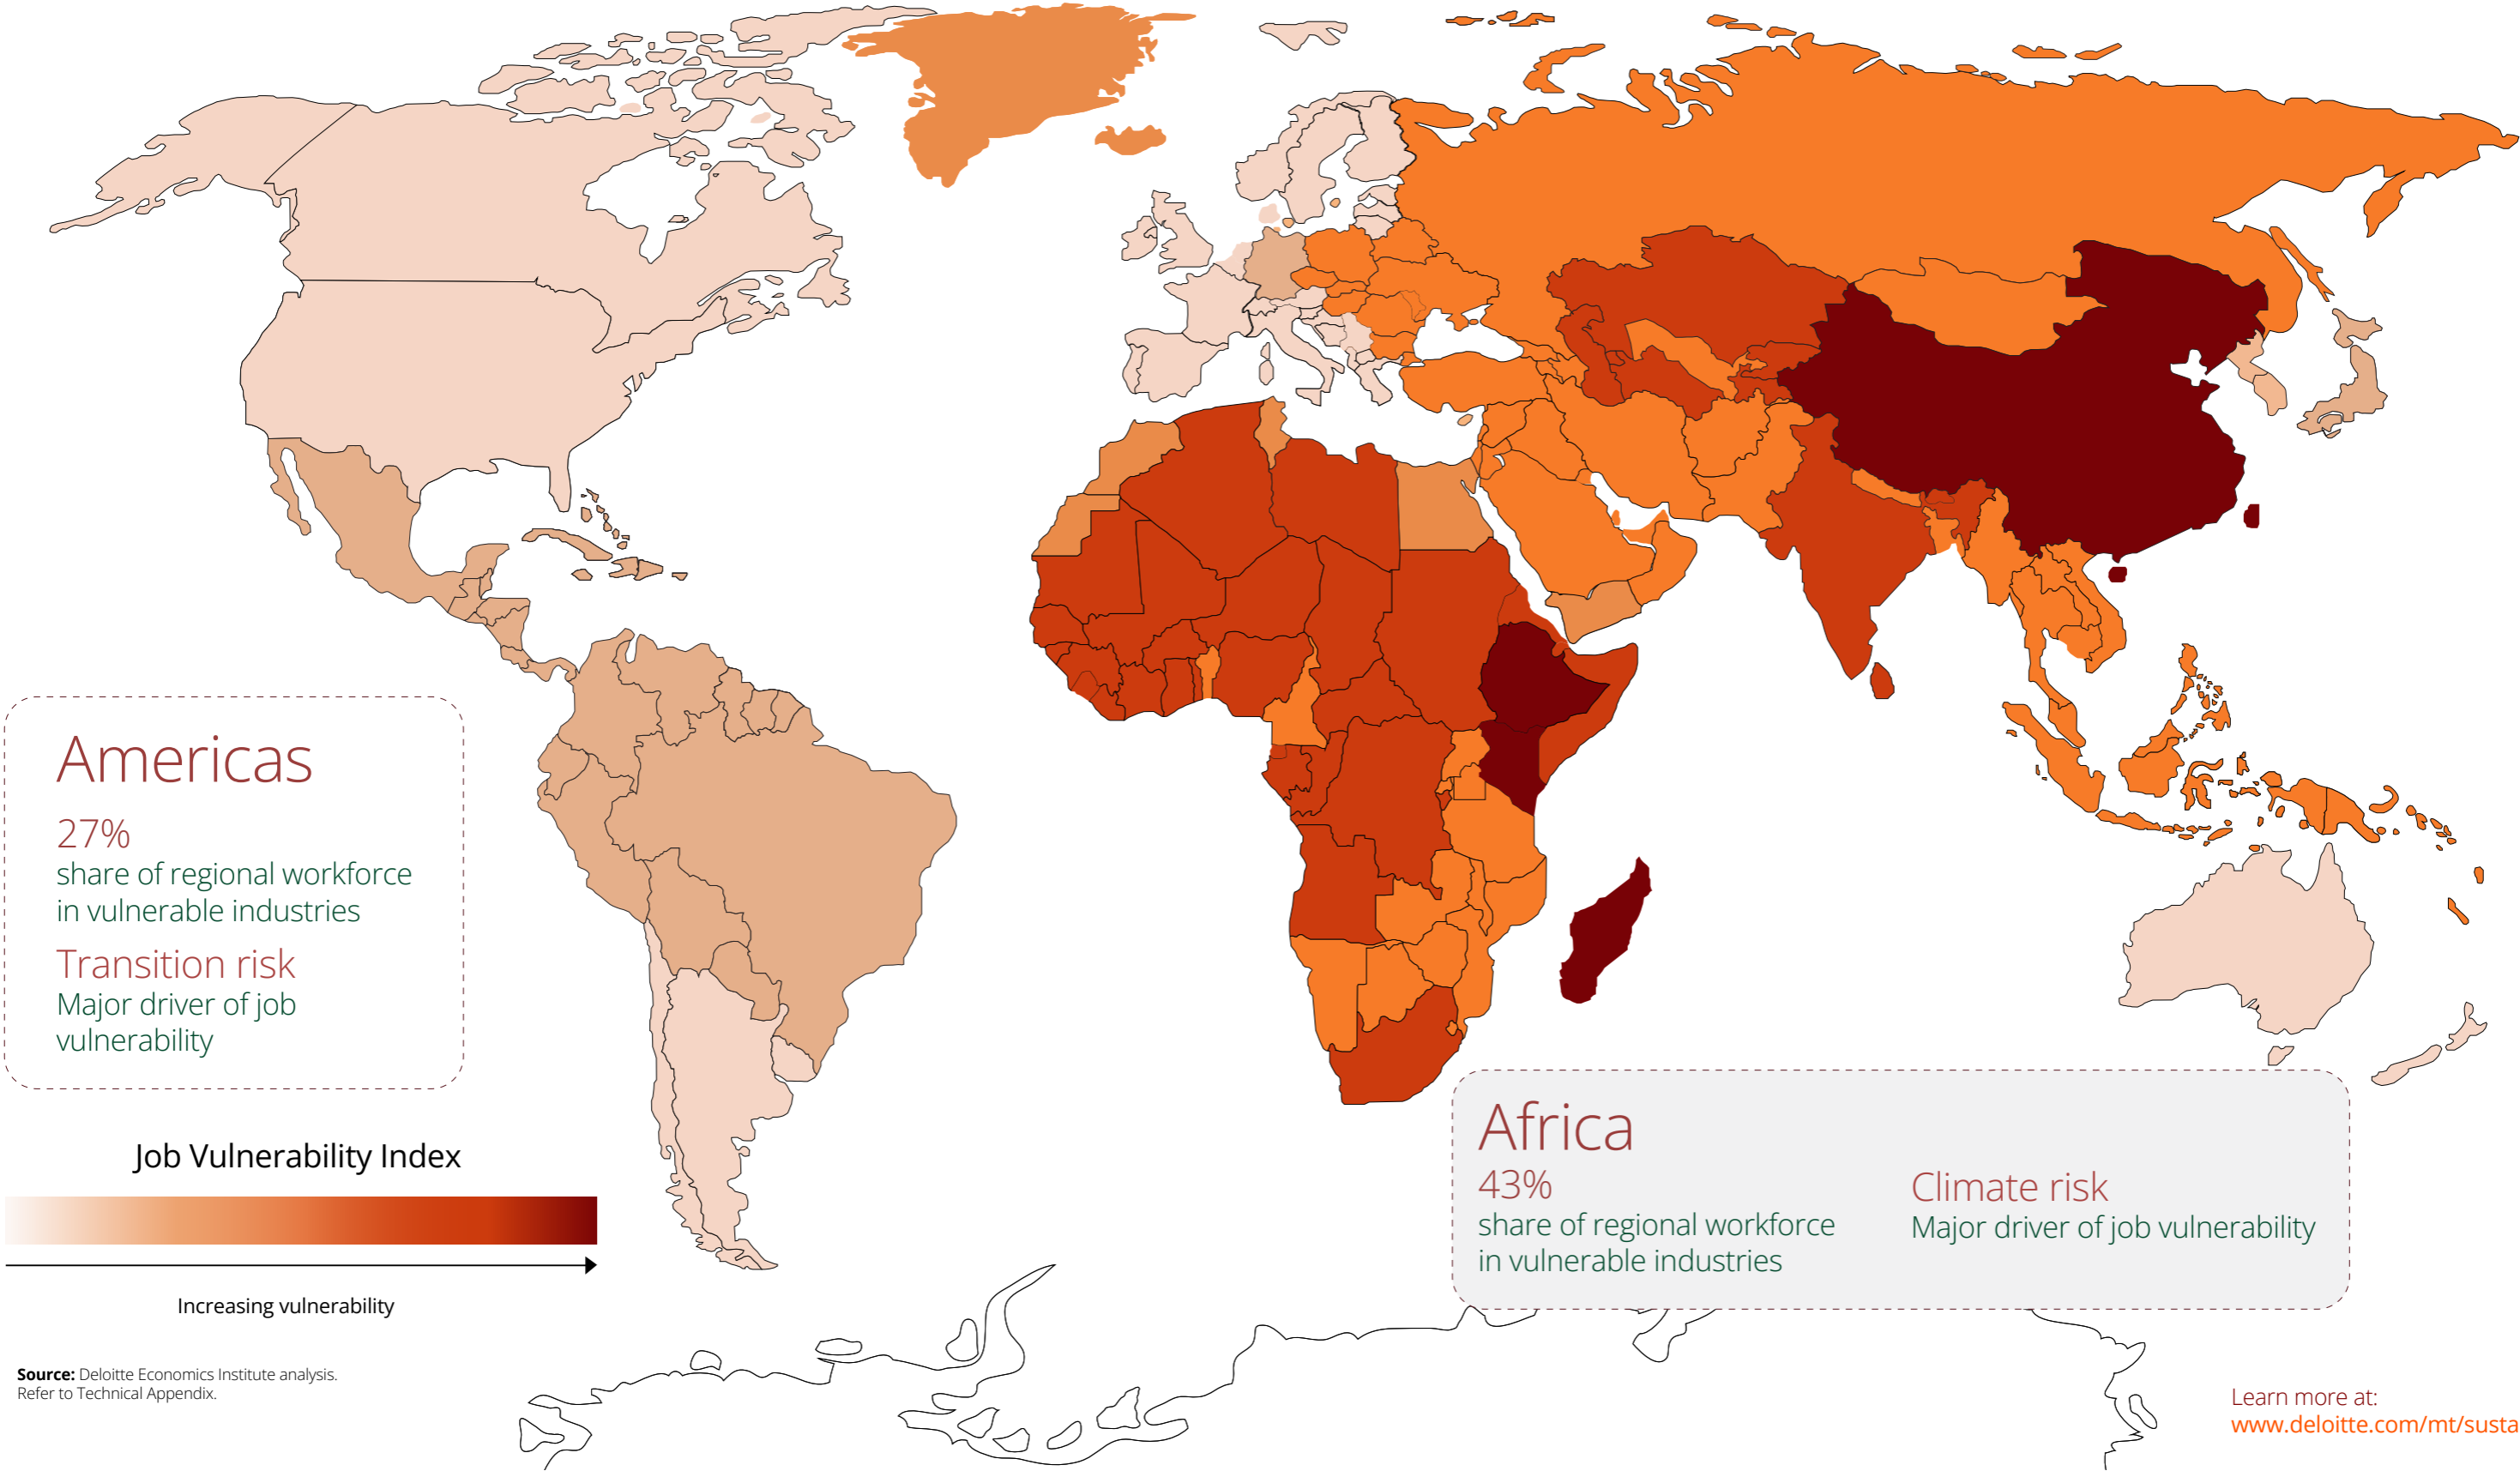 Americas
27%
share of regional workforce
in vulnerable industries
Transition risk
Major driver of job
vulnerability
Job Vulnerability Index
Increasing vulnerability
Source: Deloitte Economics Institute analysis.
Refer to Technical Appendix.
Africa
43%
share of regional workforce
in vulnerable industries
Climate risk
Major driver of job vulnerability
Learn more at:
www.deloitte.com/mt/susta